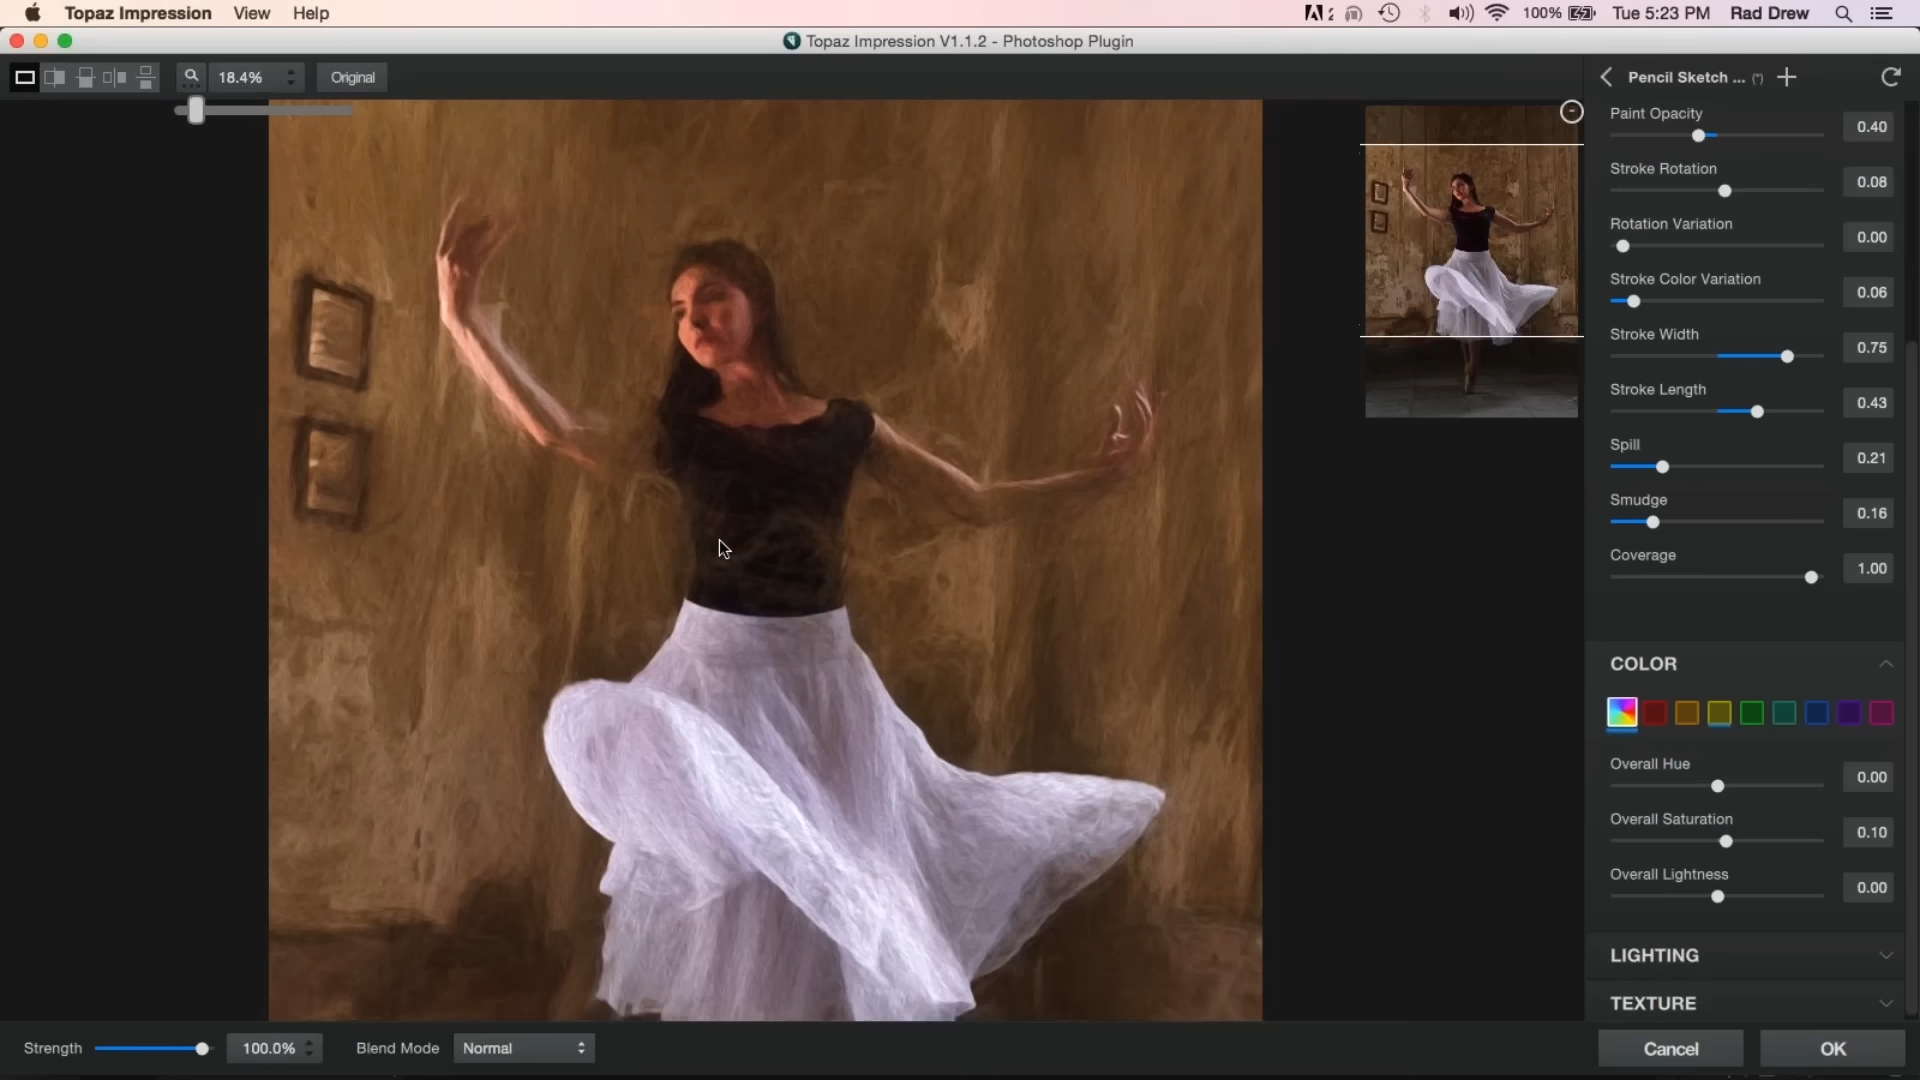 Topaz Impression View Help
2
100% Tue 5:23 PM Rad Drew
Topaz Impression V1.1.2 - Photoshop Plugin
18.4% Original
Pencil Sketch ... (*)
Paint Opacity 0.40
Stroke Rotation 0.08
Rotation Variation 0.00
Stroke Color Variation 0.06
Stroke Width 0.75
Stroke Length 0.43
Spill 0.21
Smudge 0.16
Coverage 1.00
COLOR
Overall Hue 0.00
Overall Saturation 0.10
Overall Lightness 0.00
LIGHTING
TEXTURE
Strength 100.0% Blend Mode Normal
Cancel OK